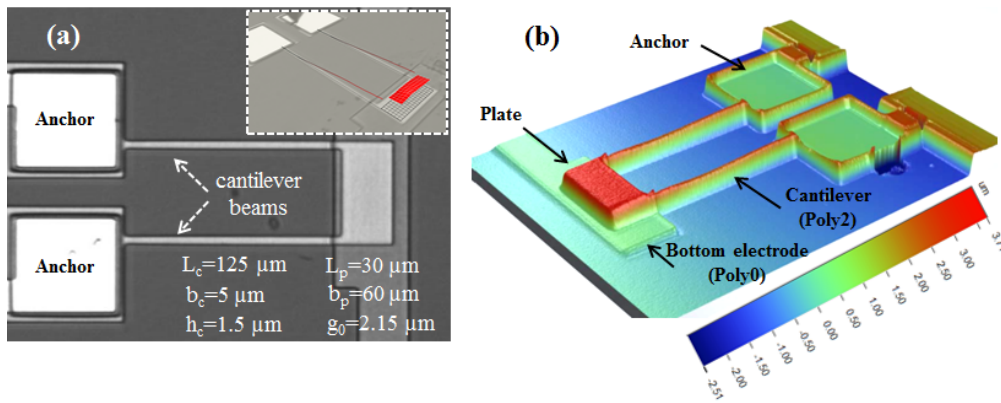 (a)
Anchor
cantilever
beams
Anchor
L_c=125 µm
b_c=5 µm
h_c=1.5 µm
L_p=30 µm
b_p=60 µm
g_0=2.15 µm
(b)
Anchor
Plate
Cantilever
(Poly2)
Bottom electrode
(Poly0)
um
3.00
2.50
2.00
1.50
1.00
0.50
0.00
-0.50
-1.00
-1.50
-2.00
-2.51